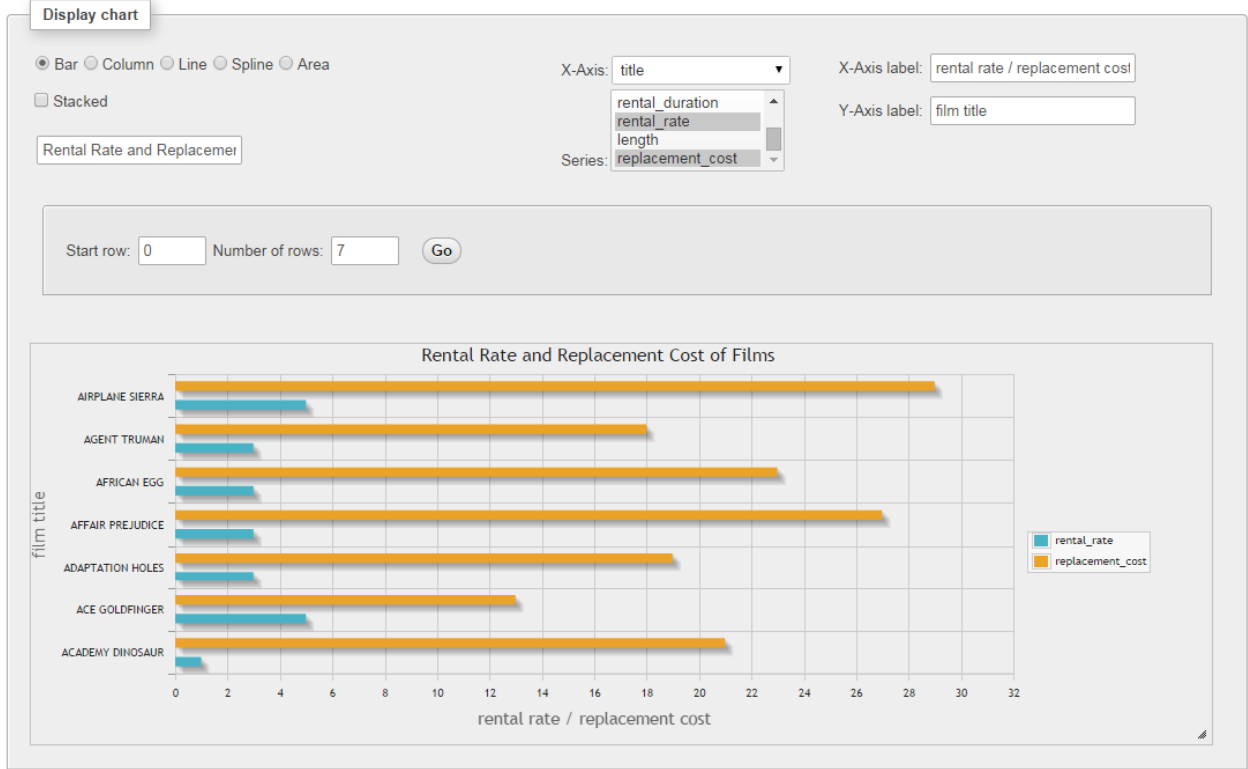 Display chart
Bar Column Line Spline Area
Stacked
Rental Rate and Replacemer
X-Axis: title
rental_duration
rental_rate
length
Series: replacement_cost
X-Axis label: rental rate / replacement cost
Y-Axis label: film title
Start row: 0 Number of rows: 7 Go
Rental Rate and Replacement Cost of Films
film title
AIRPLANE SIERRA
AGENT TRUMAN
AFRICAN EGG
AFFAIR PREJUDICE
ADAPTATION HOLES
ACE GOLDFINGER
ACADEMY DINOSAUR
0 2 4 6 8 10 12 14 16 18 20 22 24 26 28 30 32
rental rate / replacement cost
rental_rate
replacement_cost